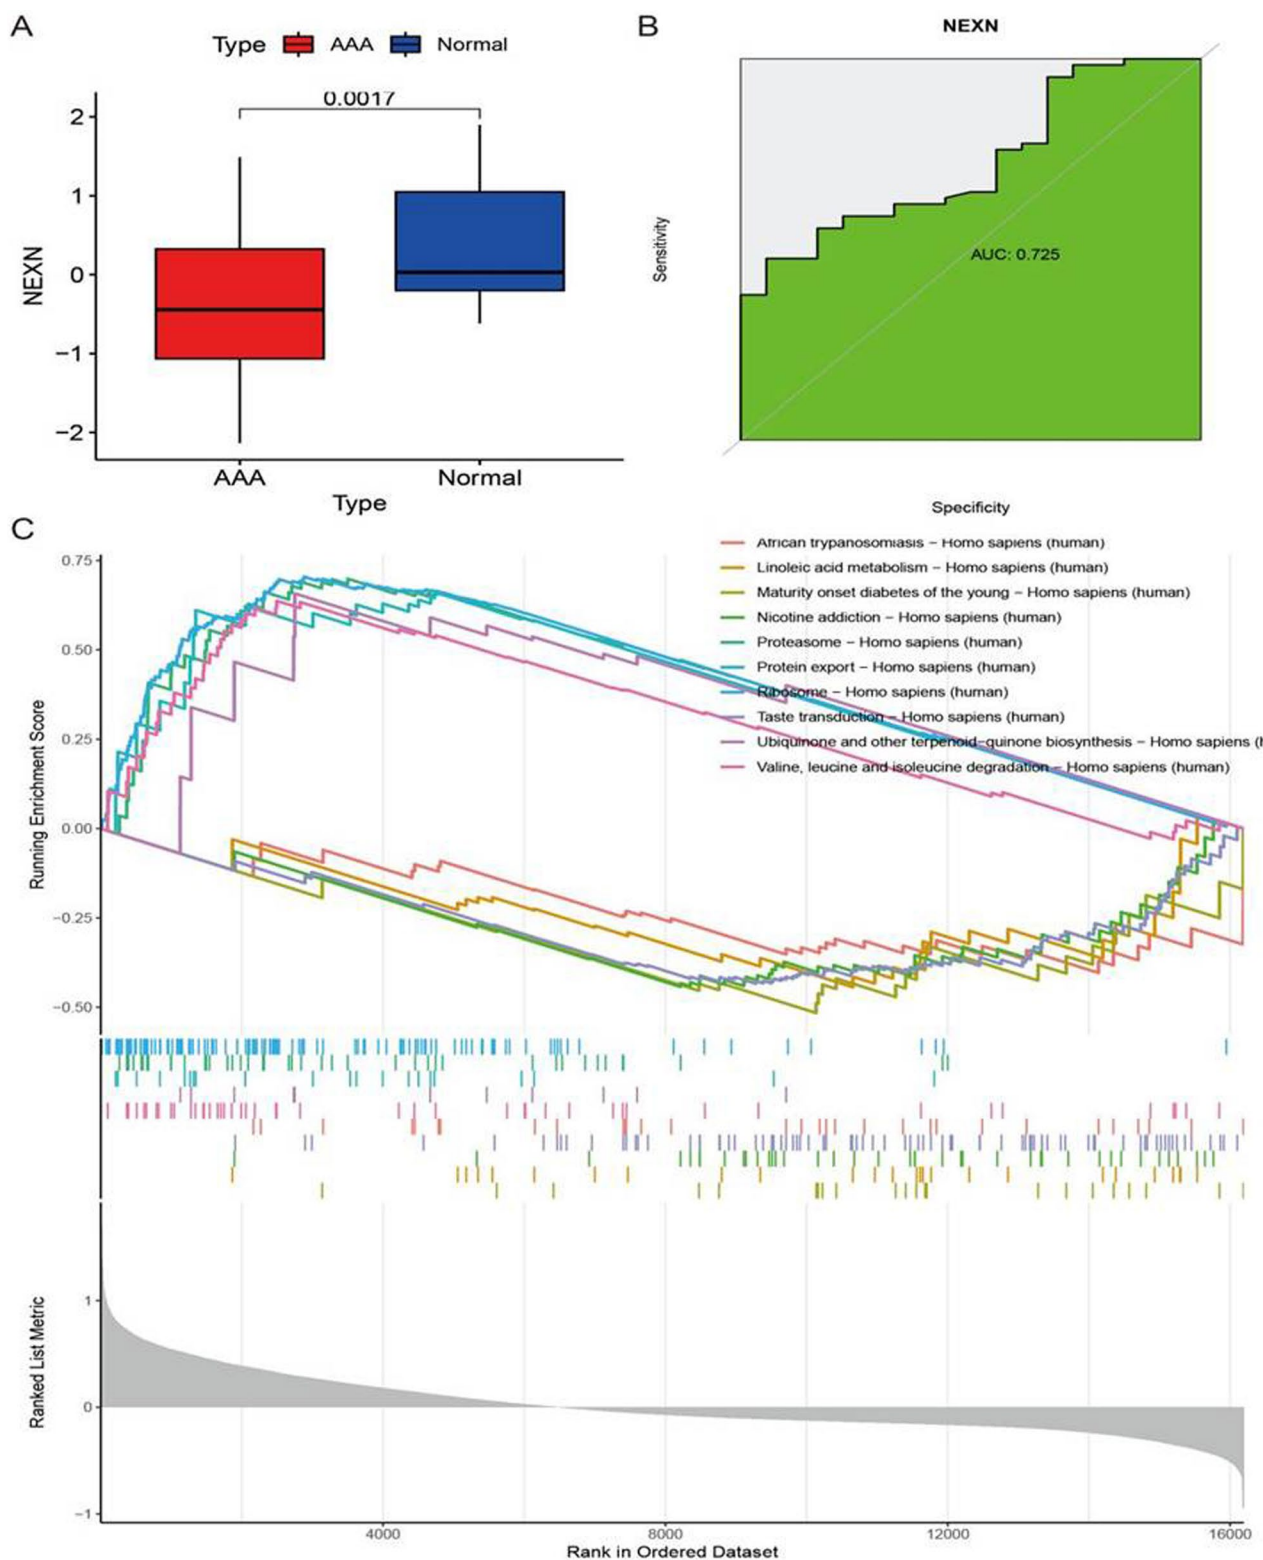 A
Type AAA Normal
0.0017
2
1
0
−1
−2
NEXN
AAA Normal
Type
B
NEXN
Sensitivity
AUC: 0.725
Specificity
C
African trypanosomiasis − Homo sapiens (human)
Linoleic acid metabolism − Homo sapiens (human)
Maturity onset diabetes of the young − Homo sapiens (human)
Nicotine addiction − Homo sapiens (human)
Proteasome − Homo sapiens (human)
Protein export − Homo sapiens (human)
Ribosome − Homo sapiens (human)
Taste transduction − Homo sapiens (human)
Ubiquinone and other terpenoid−quinone biosynthesis − Homo sapiens (
Valine, leucine and isoleucine degradation − Homo sapiens (human)
0.75
0.50
0.25
0.00
−0.25
−0.50
Running Enrichment Score
1
0
−1
Ranked List Metric
4000 8000 12000 16000
Rank in Ordered Dataset